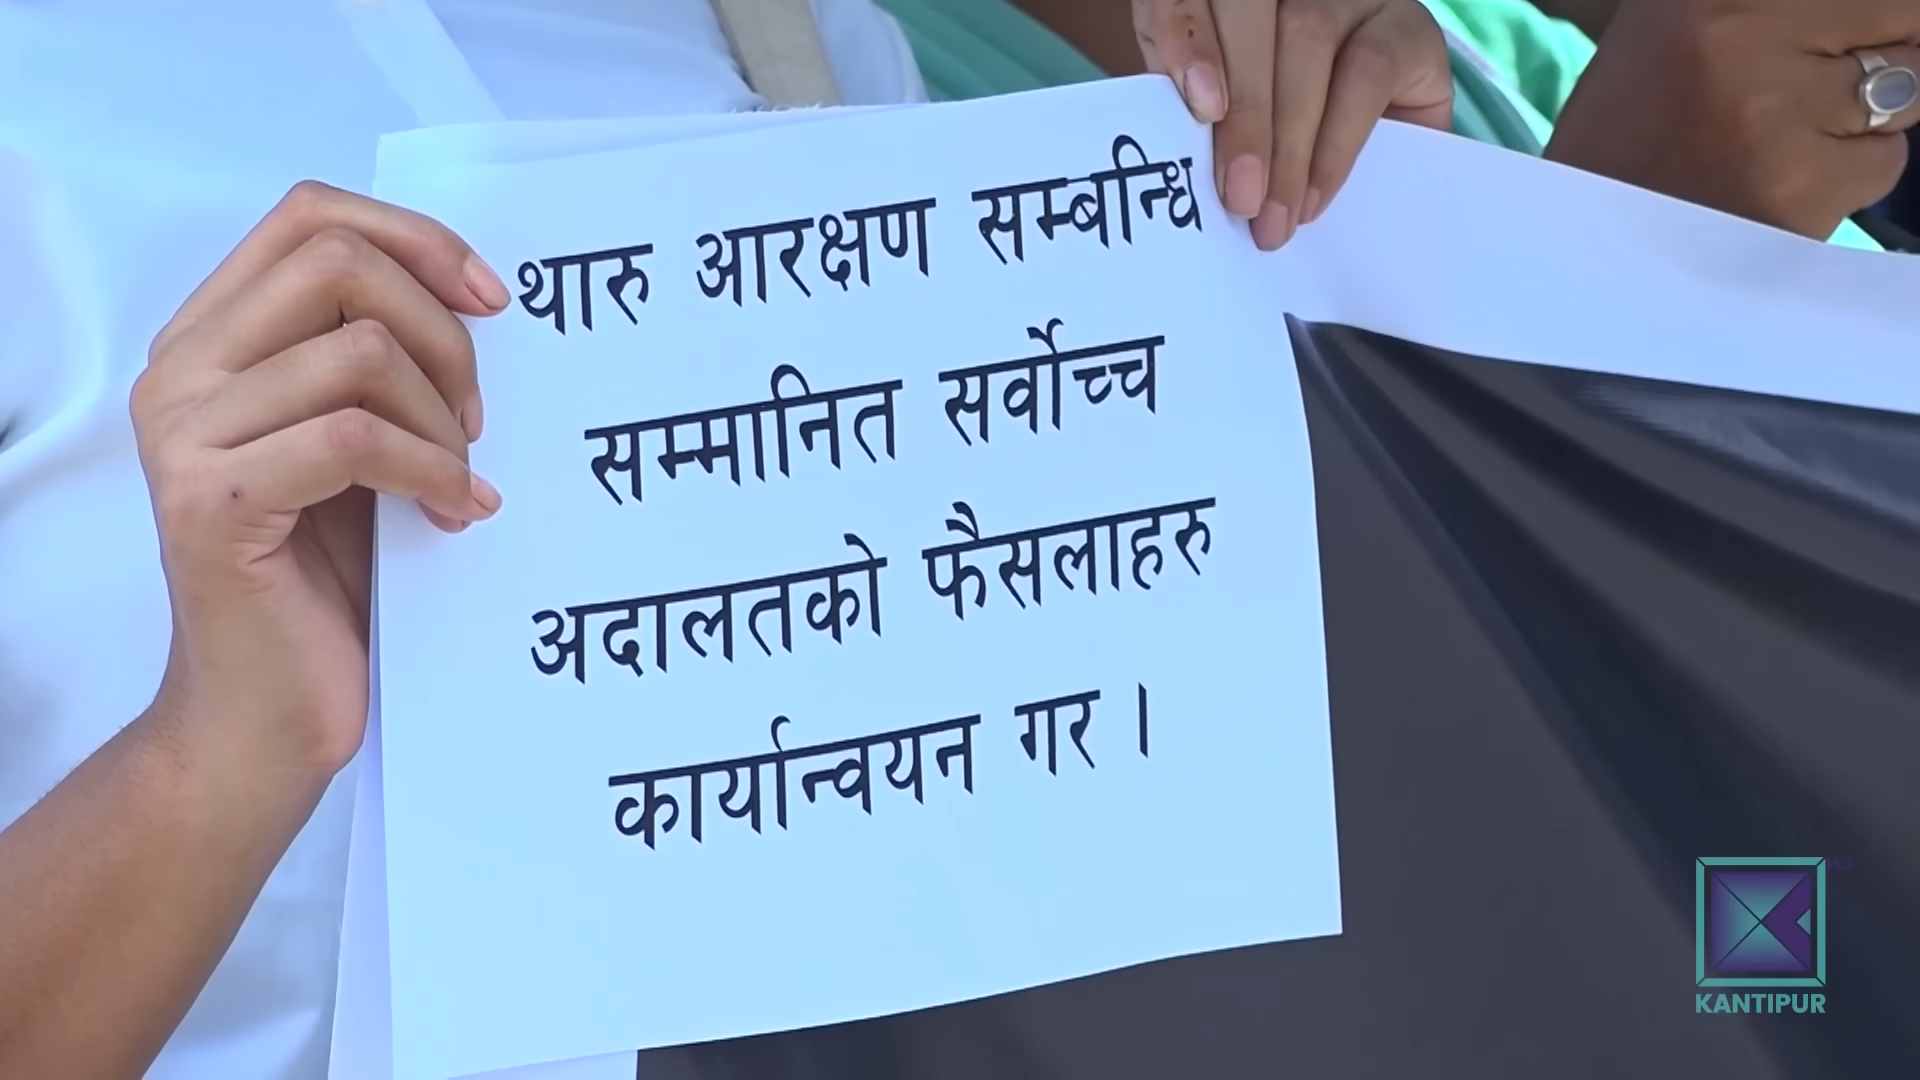 थारु आरक्षण सम्बन्धि
सम्मानित सर्वोच्च
अदालतको फैसलाहरु
कार्यान्वयन गर ।
KANTIPUR